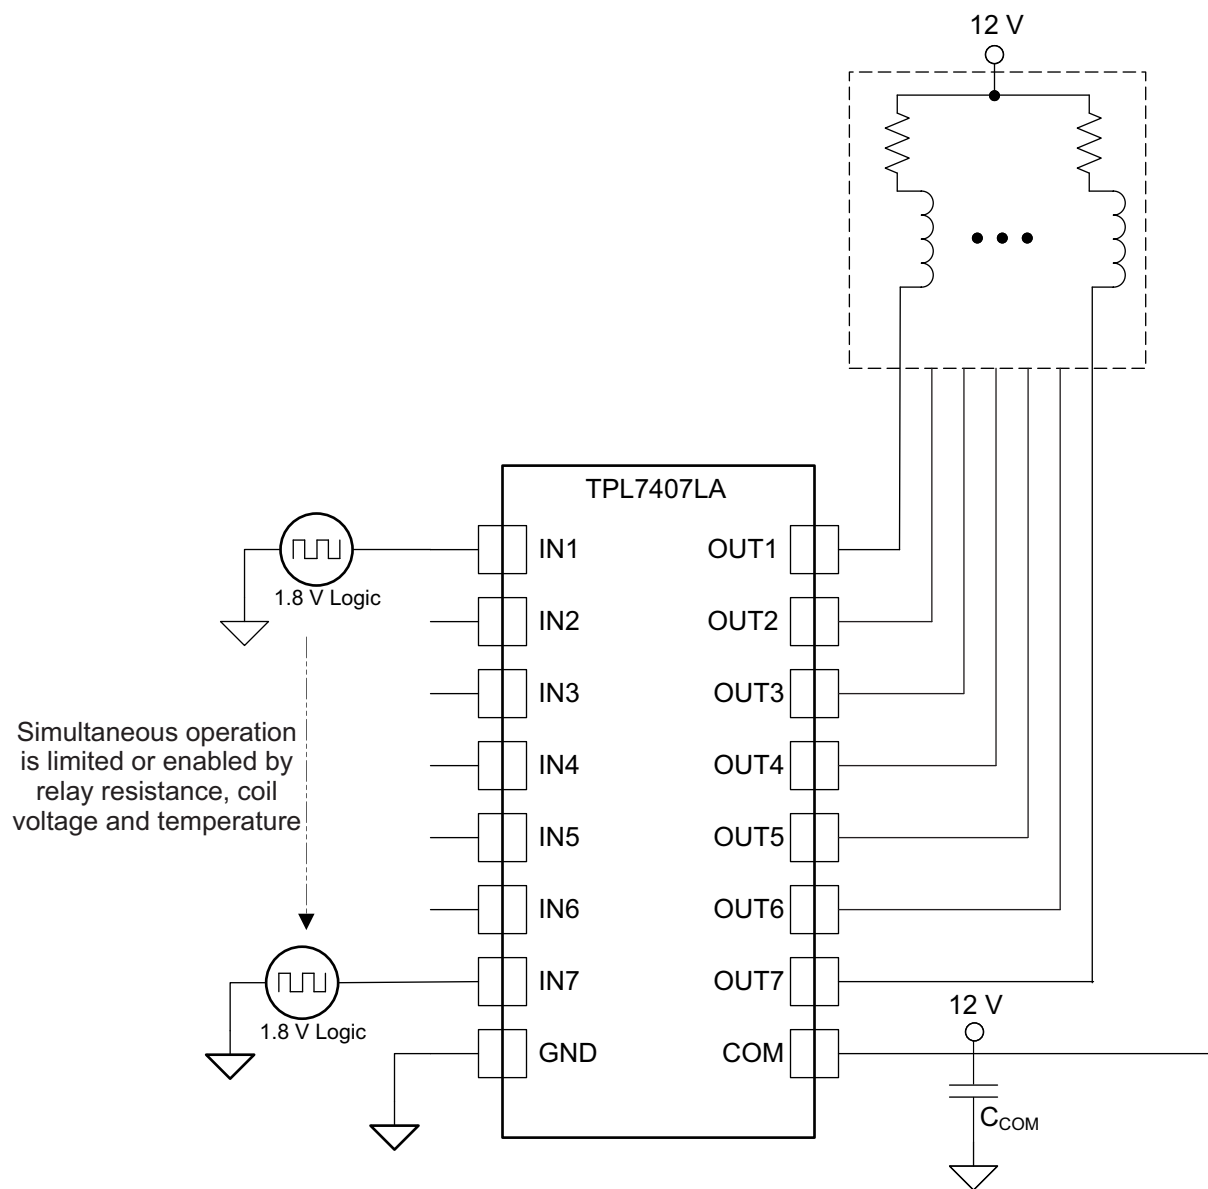 12 V
TPL7407LA
IN1
OUT1
1.8 V Logic
IN2
OUT2
IN3
OUT3
Simultaneous operation
is limited or enabled by
relay resistance, coil
voltage and temperature
IN4
OUT4
IN5
OUT5
IN6
OUT6
IN7
OUT7
1.8 V Logic
12 V
GND
COM
CCOM